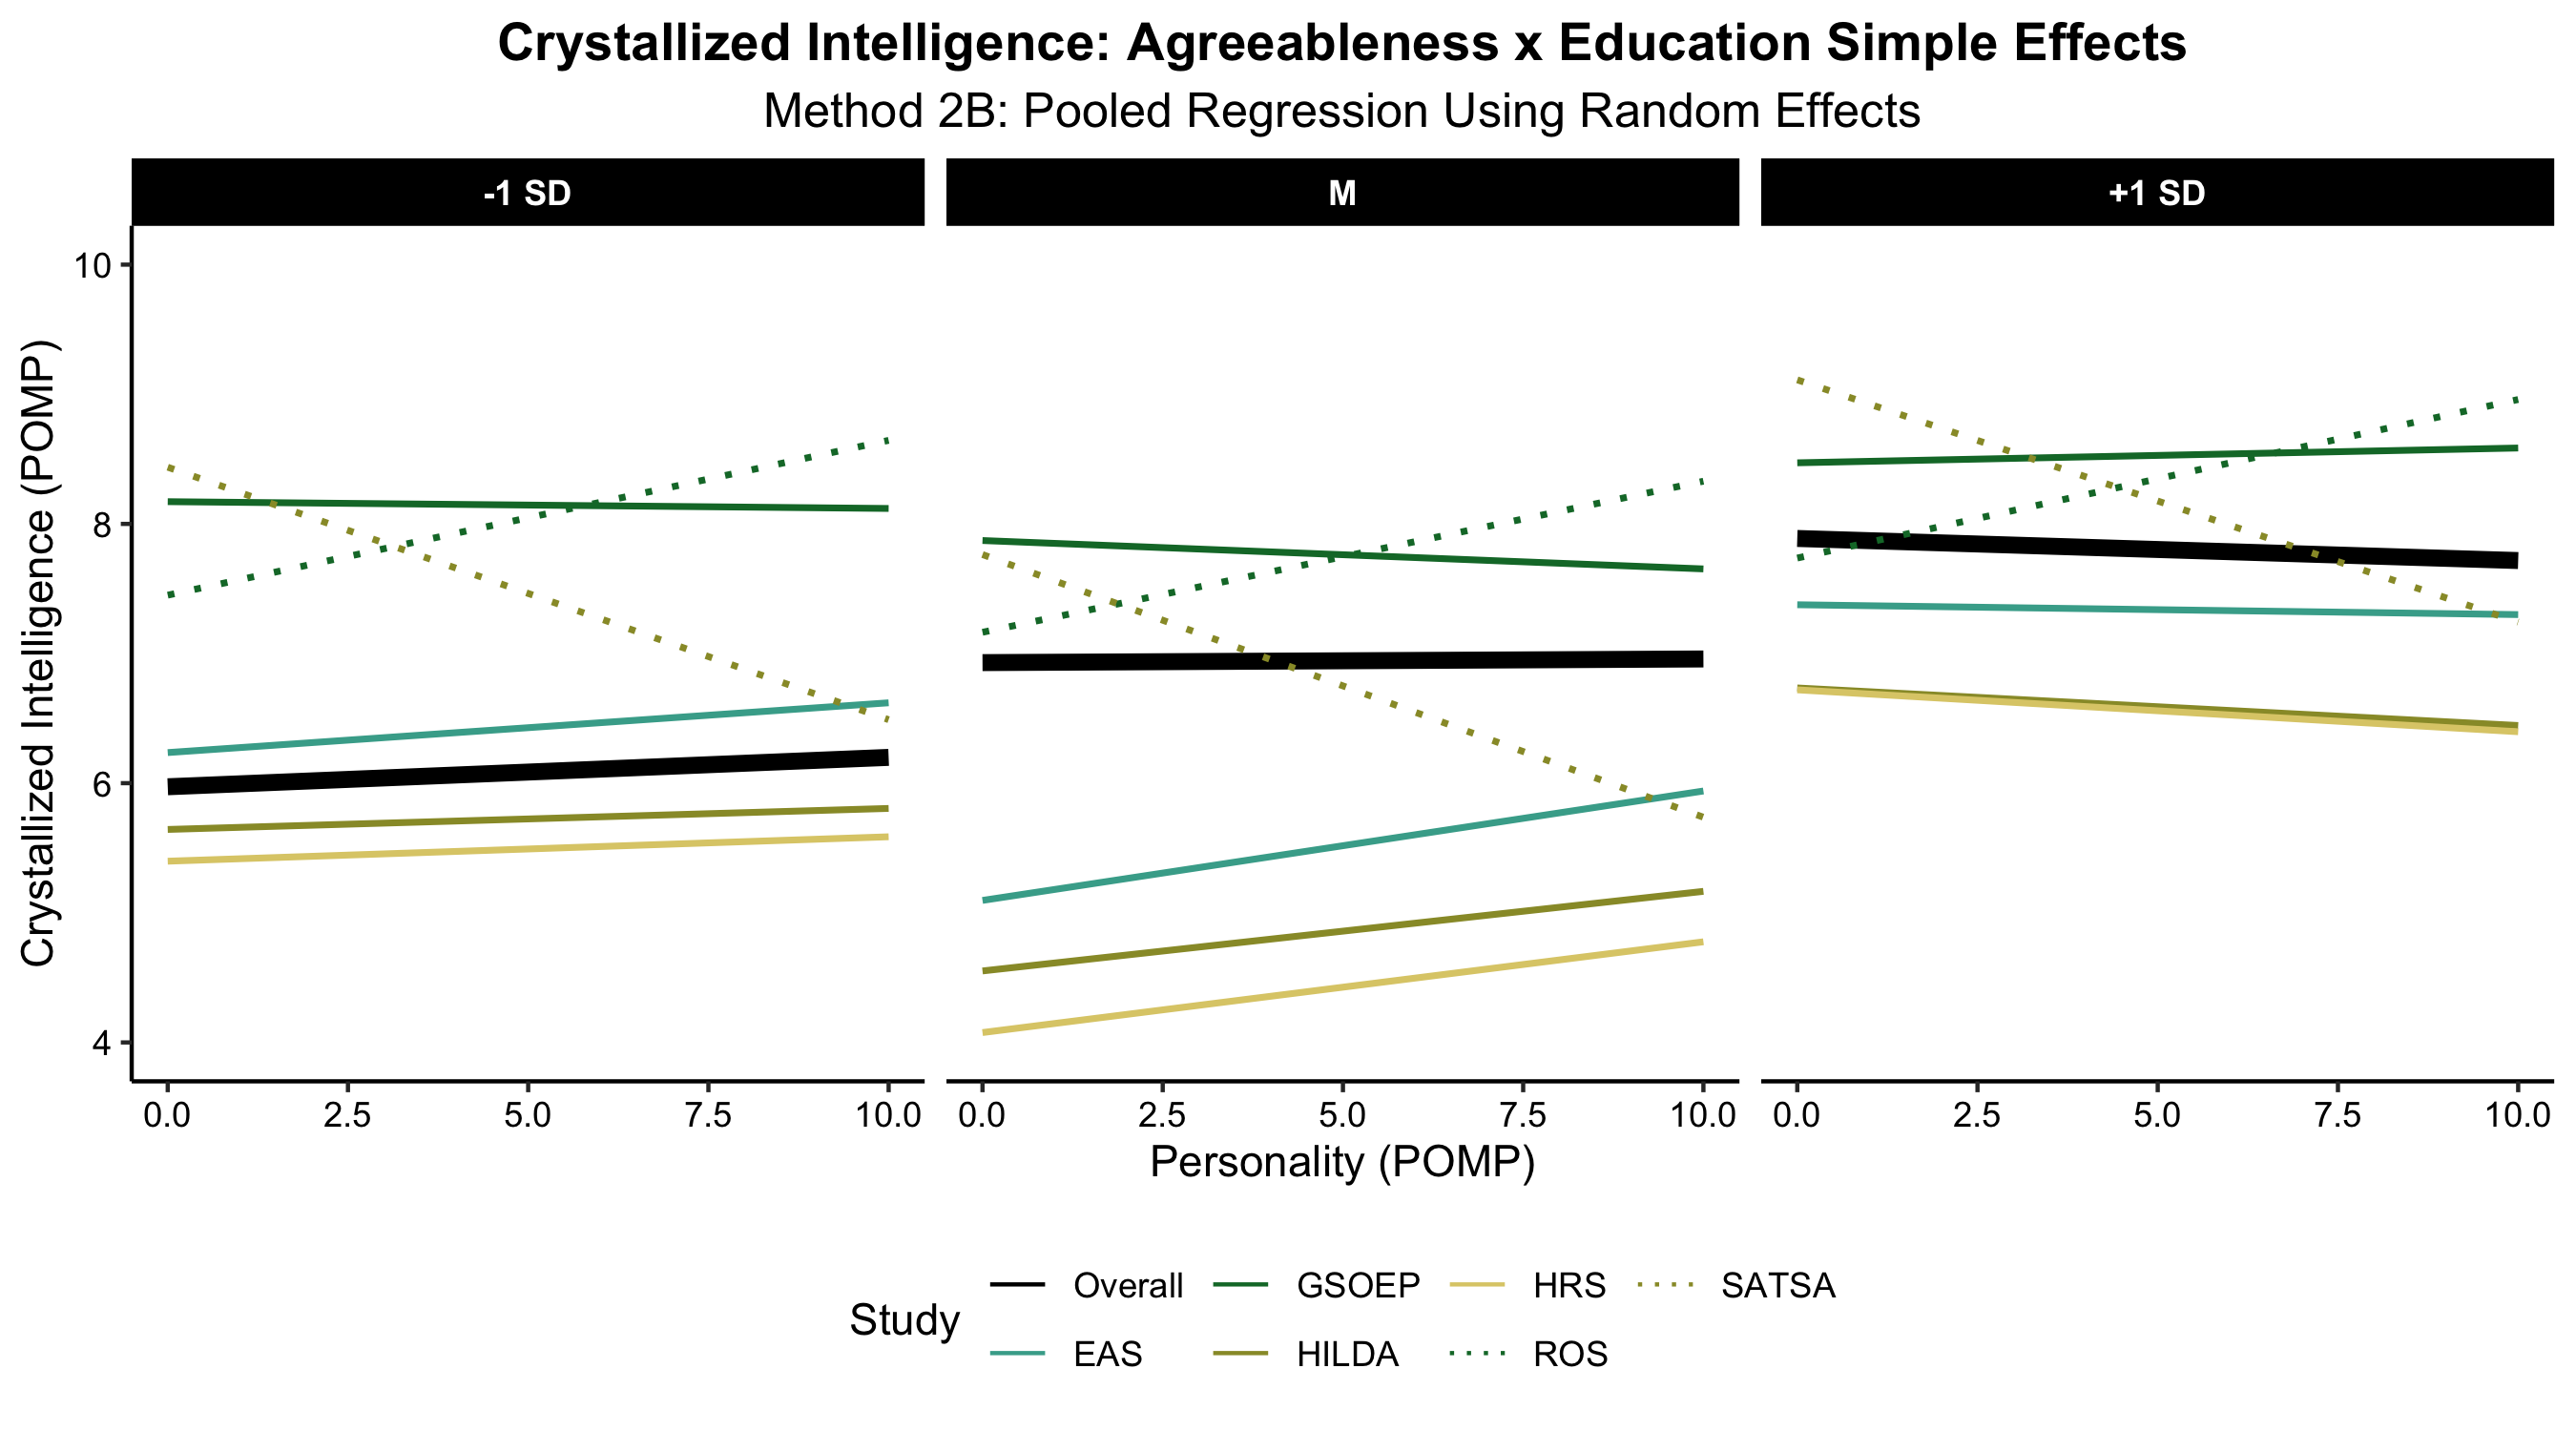 Crystallized Intelligence: Agreeableness x Education Simple Effects
Method 2B: Pooled Regression Using Random Effects
-1 SD M +1 SD
Crystallized Intelligence (POMP)
10
8
6
4
0.0 2.5 5.0 7.5 10.0 0.0 2.5 5.0 7.5 10.0 0.0 2.5 5.0 7.5 10.0
Personality (POMP)
Study
Overall GSOEP HRS SATSA
EAS HILDA ROS